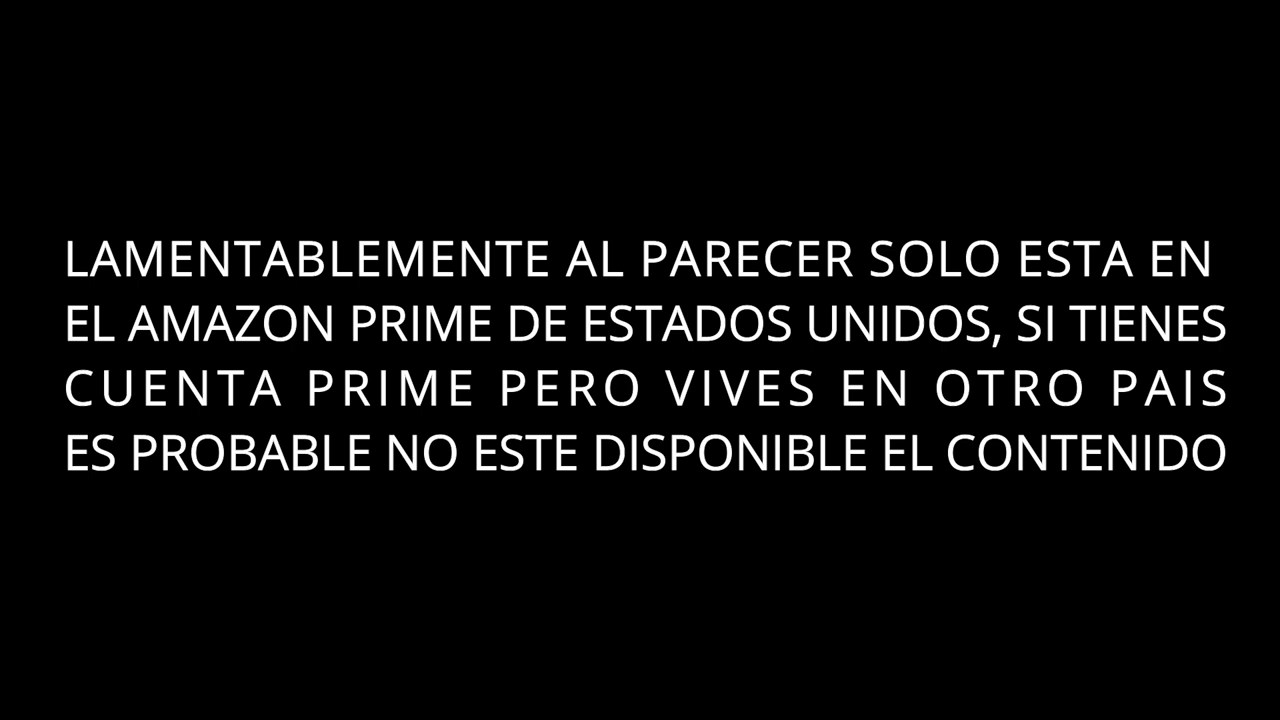 LAMENTABLEMENTE AL PARECER SOLO ESTA EN
EL AMAZON PRIME DE ESTADOS UNIDOS, SI TIENES
CUENTA PRIME PERO VIVES EN OTRO PAIS
ES PROBABLE NO ESTE DISPONIBLE EL CONTENIDO